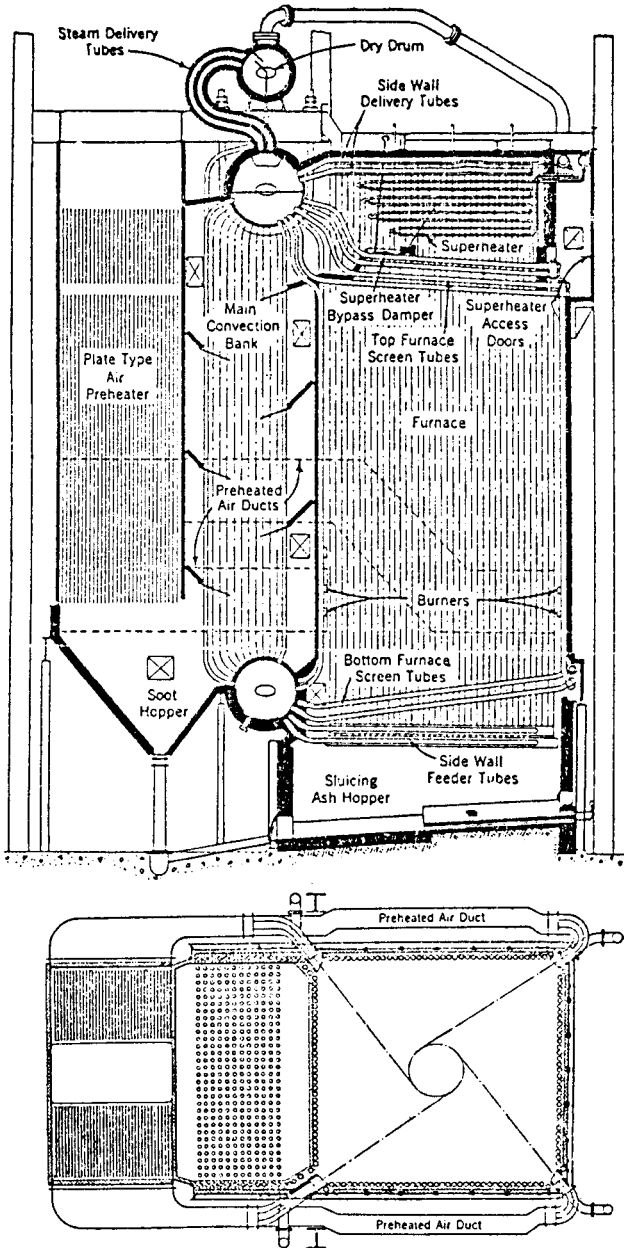 Steam Delivery
Tubes
Dry Drum
Side Wall
Delivery Tubes
Superheater
Main
Convection
Bank
Superheater
Bypass Damper
Superheater
Access
Doors
Top Furnace
Screen Tubes
Plate Type
Air
Preheater
Furnace
Preheated
Air Ducts
Burners
Bottom Furnace
Screen Tubes
Soot
Hopper
Side Wall
Feeder Tubes
Sluicing
Ash Hopper
Preheated Air Duct
Preheated Air Duct